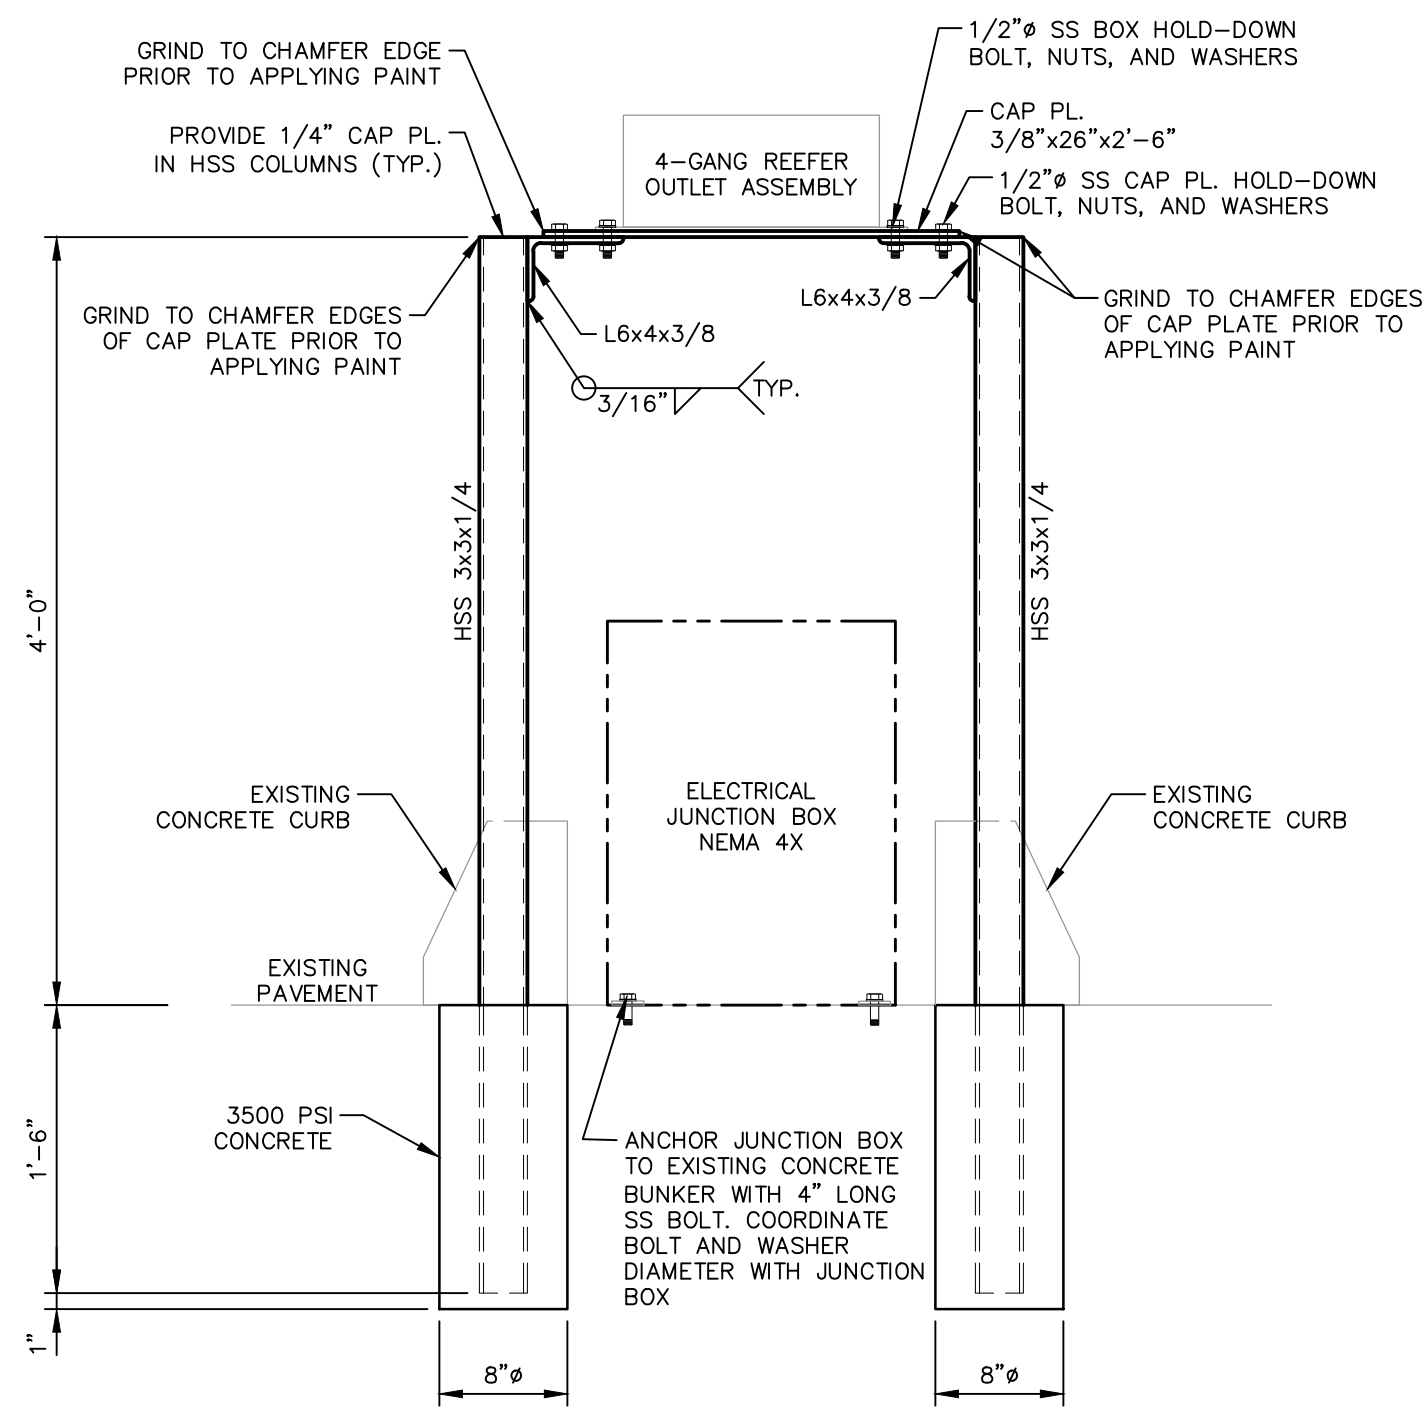 GRIND TO CHAMFER EDGE
PRIOR TO APPLYING PAINT
1/2"ø SS BOX HOLD-DOWN
BOLT, NUTS, AND WASHERS
PROVIDE 1/4" CAP PL.
IN HSS COLUMNS (TYP.)
4-GANG REEFER
OUTLET ASSEMBLY
CAP PL.
3/8"x26"x2'-6"
1/2"ø SS CAP PL. HOLD-DOWN
BOLT, NUTS, AND WASHERS
GRIND TO CHAMFER EDGES
OF CAP PLATE PRIOR TO
APPLYING PAINT
L6x4x3/8
L6x4x3/8
GRIND TO CHAMFER EDGES
OF CAP PLATE PRIOR TO
APPLYING PAINT
3/16"
TYP.
HSS 3x3x1/4
HSS 3x3x1/4
4'-0"
EXISTING
CONCRETE CURB
ELECTRICAL
JUNCTION BOX
NEMA 4X
EXISTING
CONCRETE CURB
EXISTING
PAVEMENT
1'-6"
3500 PSI
CONCRETE
ANCHOR JUNCTION BOX
TO EXISTING CONCRETE
BUNKER WITH 4" LONG
SS BOLT. COORDINATE
BOLT AND WASHER
DIAMETER WITH JUNCTION
BOX
1"
8"ø
8"ø